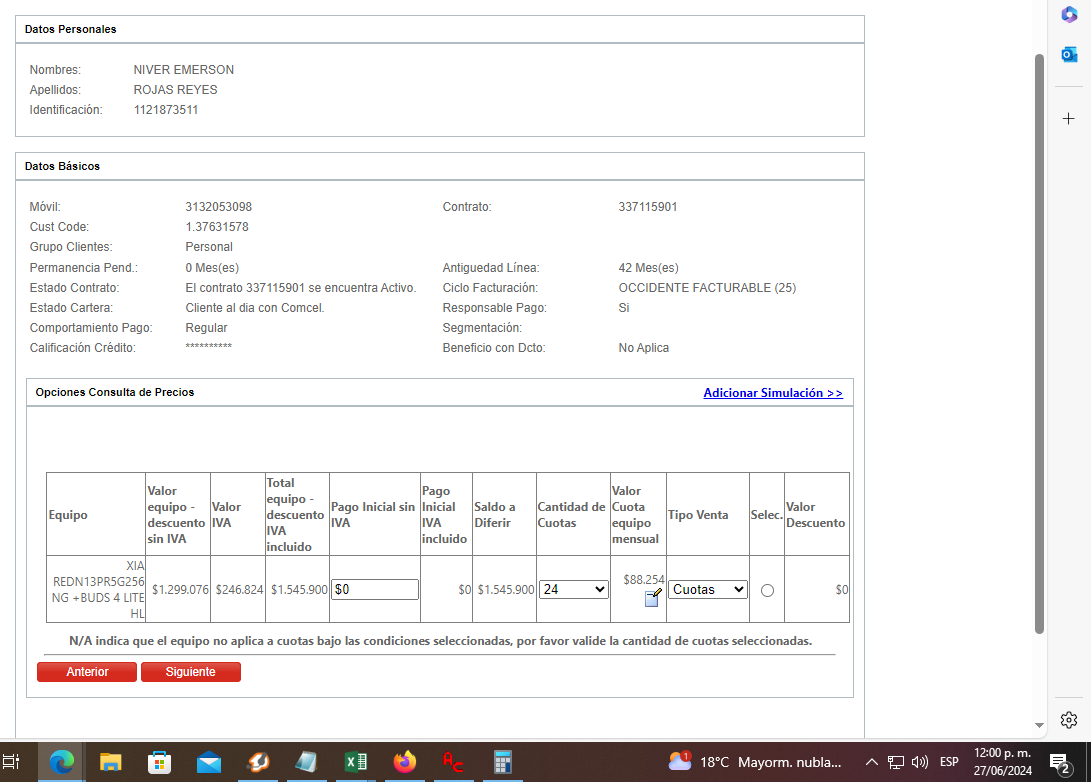 Datos Personales
Nombres: NIVER EMERSON
Apellidos: ROJAS REYES
Identificación: 1121873511
Datos Básicos
Móvil: 3132053098 Contrato: 337115901
Cust Code: 1.37631578
Grupo Clientes: Personal
Permanencia Pend.: 0 Mes(es) Antiguedad Línea: 42 Mes(es)
Estado Contrato: El contrato 337115901 se encuentra Activo. Ciclo Facturación: OCCIDENTE FACTURABLE (25)
Estado Cartera: Cliente al dia con Comcel. Responsable Pago: Si
Comportamiento Pago: Regular Segmentación:
Calificación Crédito: ********** Beneficio con Dcto: No Aplica
Opciones Consulta de Precios Adicionar Simulación >>
Equipo
Valor
equipo -
descuento
sin IVA
Valor
IVA
Total
equipo -
descuento
IVA
incluido
Pago Inicial sin
IVA
Pago
Inicial
IVA
incluido
Saldo a
Diferir
Cantidad de
Cuotas
Valor
Cuota
equipo
mensual
Tipo Venta
Selec.
Valor
Descuento
XIA
REDN13PR5G256
NG +BUDS 4 LITE
HL
$1.299.076 $246.824 $1.545.900 $0 $0 $1.545.900 24 $88.254 Cuotas $0
N/A indica que el equipo no aplica a cuotas bajo las condiciones seleccionadas, por favor valide la cantidad de cuotas seleccionadas.
Anterior Siguiente
1 18°C Mayorm. nubla... ESP 12:00 p. m.
27/06/2024 2